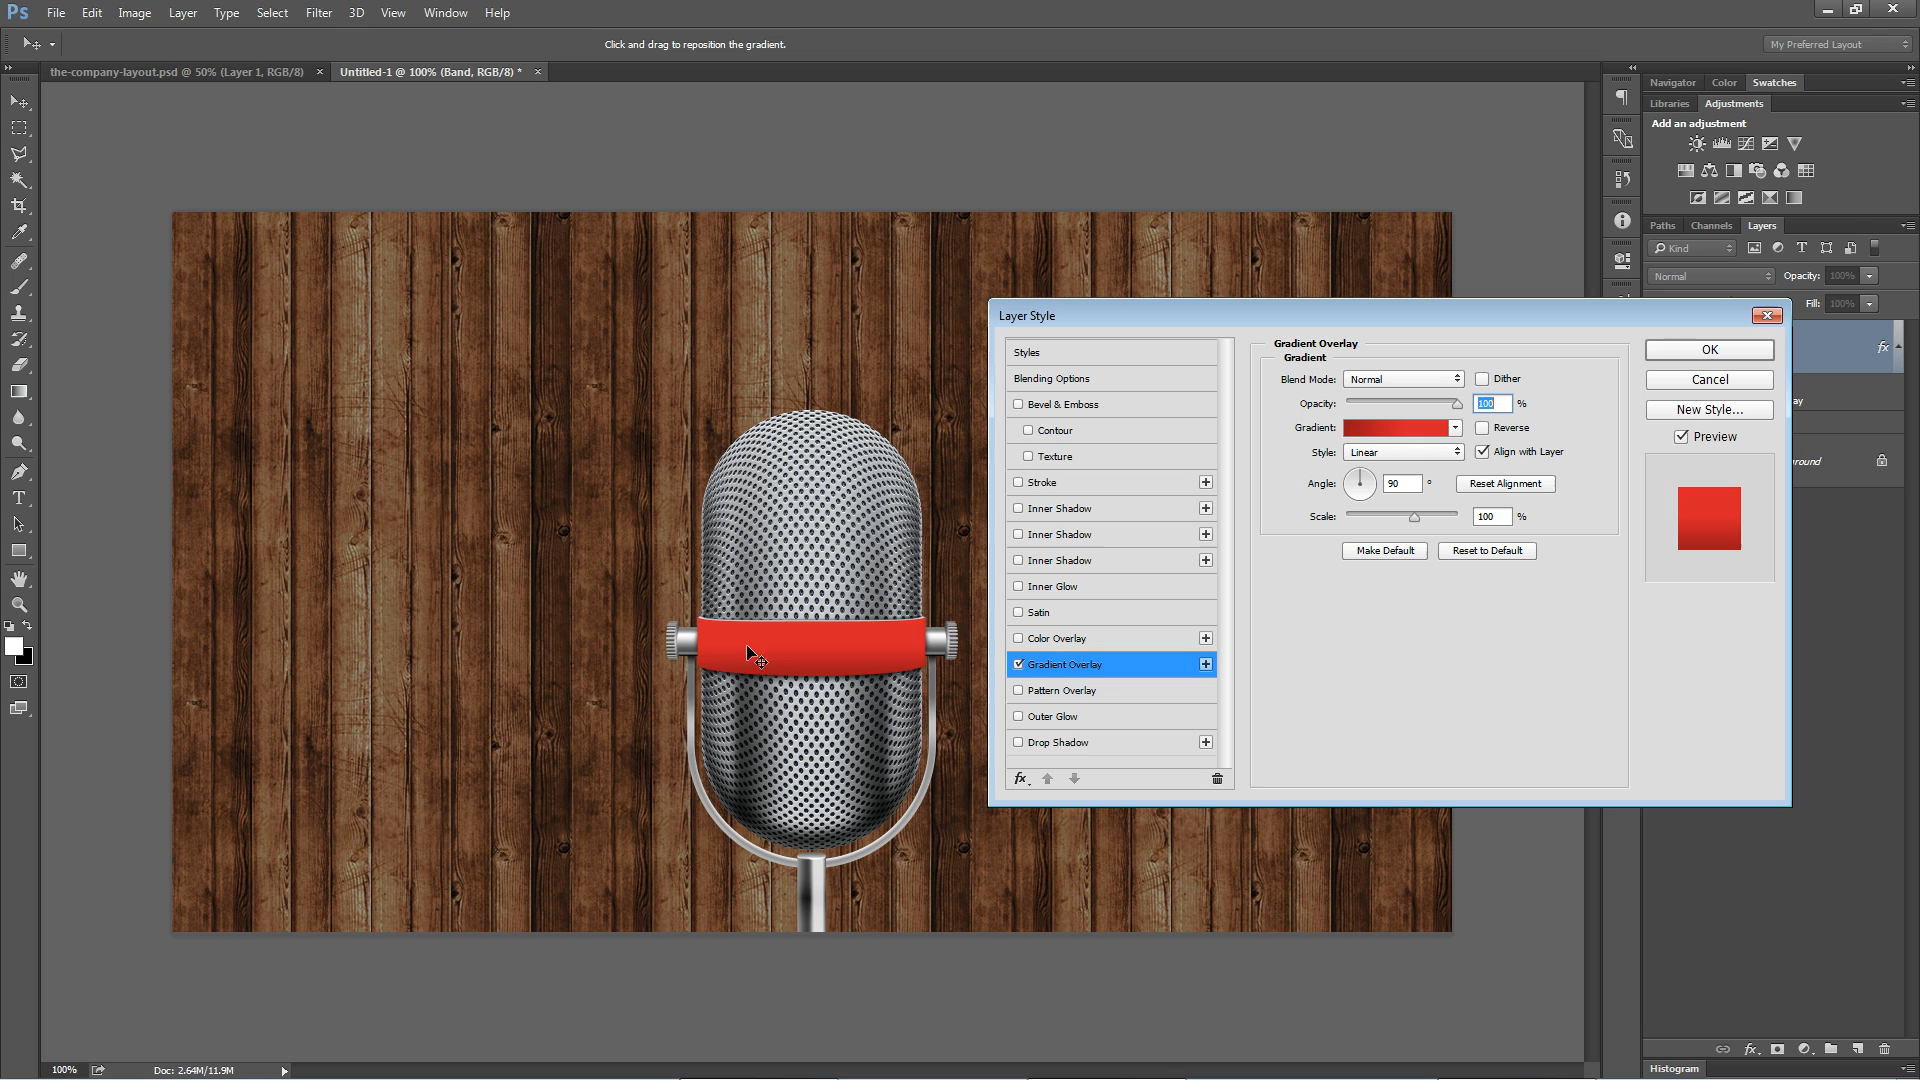 Ps File Edit Image Layer Type Select Filter 3D View Window Help
Click and drag to reposition the gradient.
My Preferred Layout
the-company-layout.psd @ 50% (Layer 1, RGB/8) ×
Untitled-1 @ 100% (Band, RGB/8) * ×
Navigator Color Swatches
Libraries Adjustments
Add an adjustment
Paths Channels Layers
Kind
Normal Opacity: 100%
Fill: 100%
fx
ay
round
Layer Style
Styles
Blending Options
Bevel & Emboss
Contour
Texture
Stroke
Inner Shadow
Inner Shadow
Inner Shadow
Inner Glow
Satin
Color Overlay
Gradient Overlay
Pattern Overlay
Outer Glow
Drop Shadow
fx
Gradient Overlay
Gradient
Blend Mode: Normal Dither
Opacity: 100 %
Gradient: Reverse
Style: Linear Align with Layer
Angle: 90 ° Reset Alignment
Scale: 100 %
Make Default Reset to Default
OK
Cancel
New Style...
Preview
100% Doc: 2.64M/11.9M
fx
Histogram